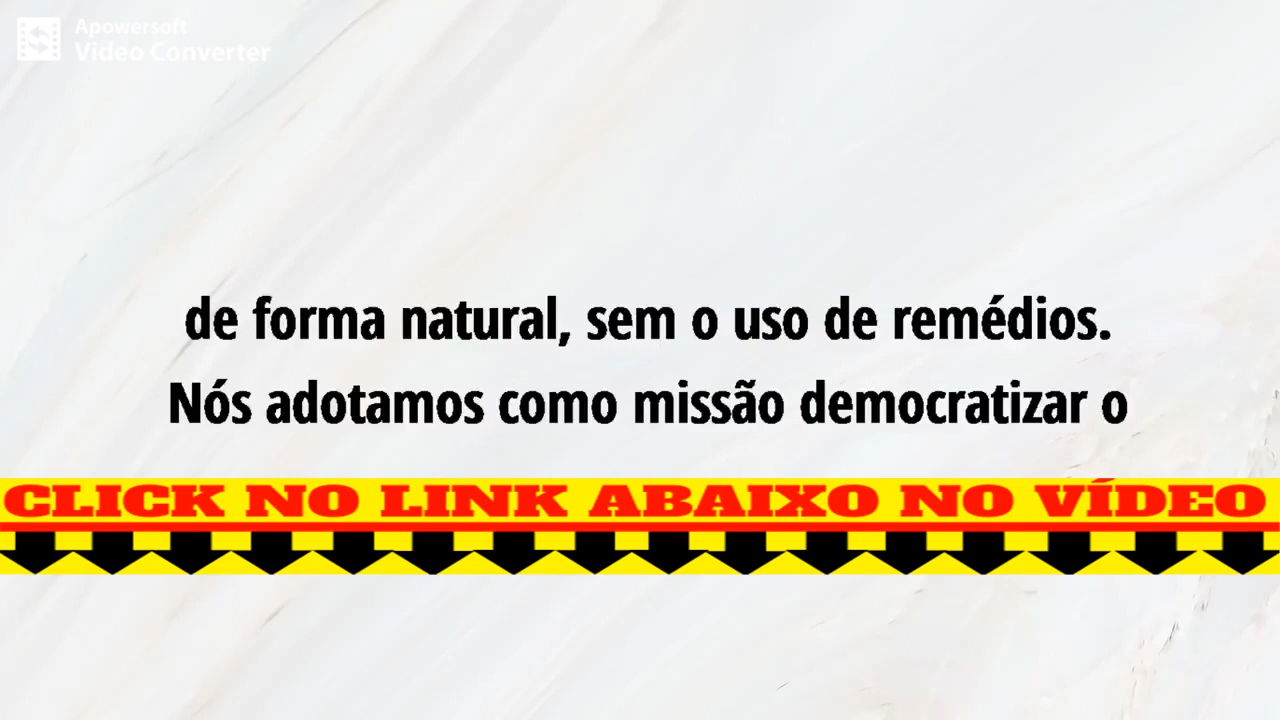 Apowersoft
Video Converter
de forma natural, sem o uso de remédios.
Nós adotamos como missão democratizar o
CLICK NO LINK ABAIXO NO VÍDEO